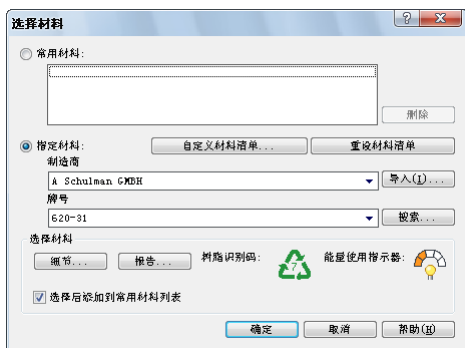 选择材料
常用材料:
删除
指定材料: 自定义材料清单... 重设材料清单
制造商
A Schulman GMBH 导入(I)...
牌号
620-31 搜索...
选择材料
细节... 报告... 树脂识别码: 7 能量使用指示器:
选择后添加到常用材料列表
确定 取消 帮助(H)